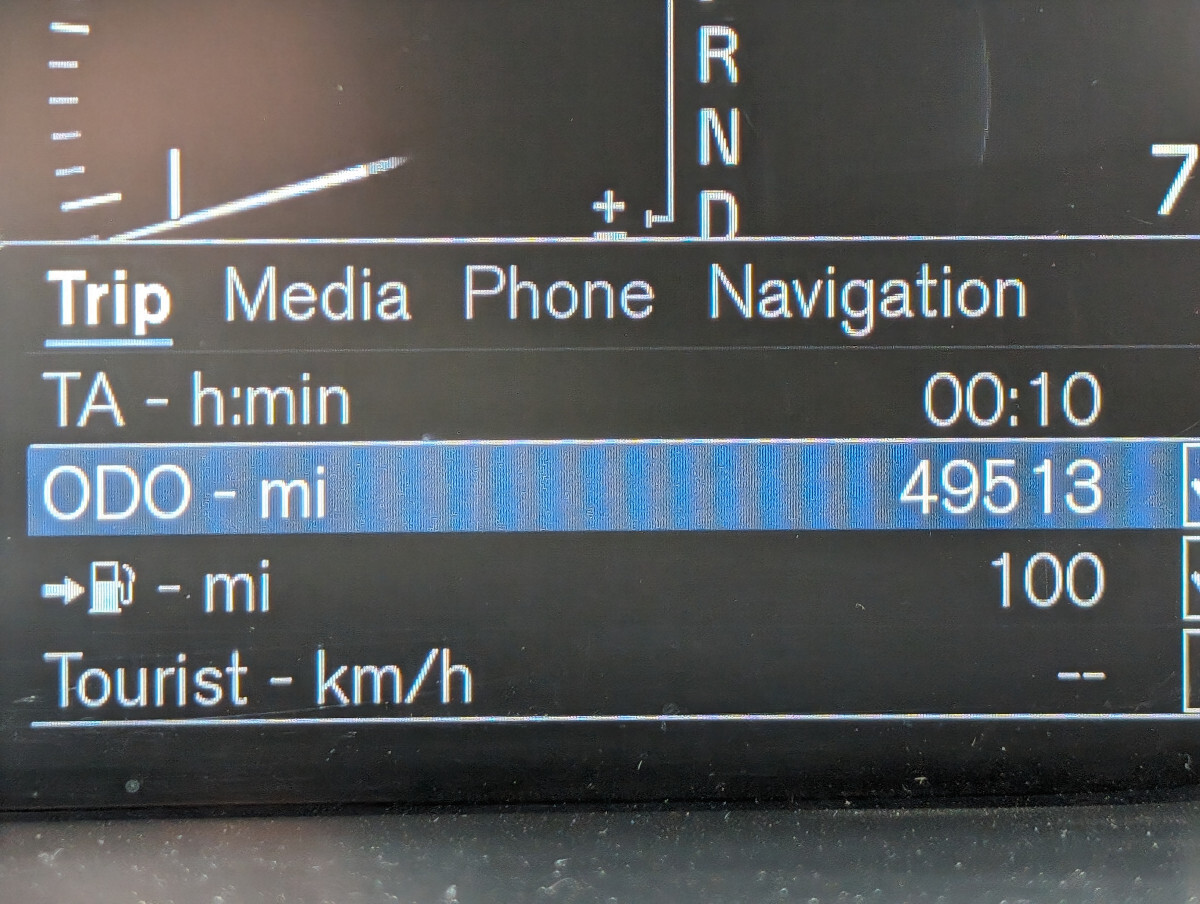 R
N
± D
7
Trip Media Phone Navigation
TA - h:min 00:10
ODO - mi 49513
➡⛽ - mi 100
Tourist - km/h --